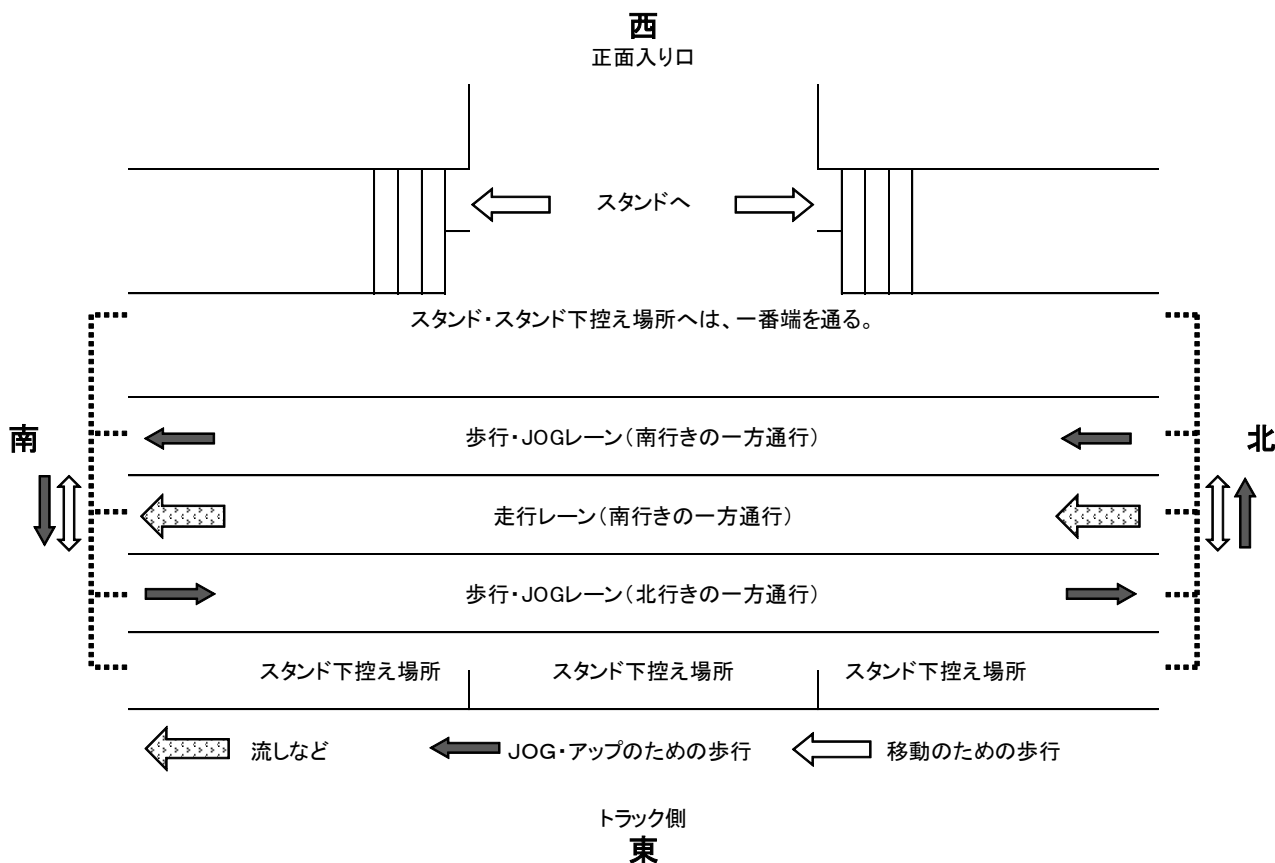 西
正面入り口
スタンドへ
スタンド・スタンド下控え場所へは、一番端を通る。
南
北
歩行・JOGレーン(南行きの一方通行)
走行レーン(南行きの一方通行)
歩行・JOGレーン(北行きの一方通行)
スタンド下控え場所 スタンド下控え場所 スタンド下控え場所
流しなど JOG・アップのための歩行 移動のための歩行
トラック側
東